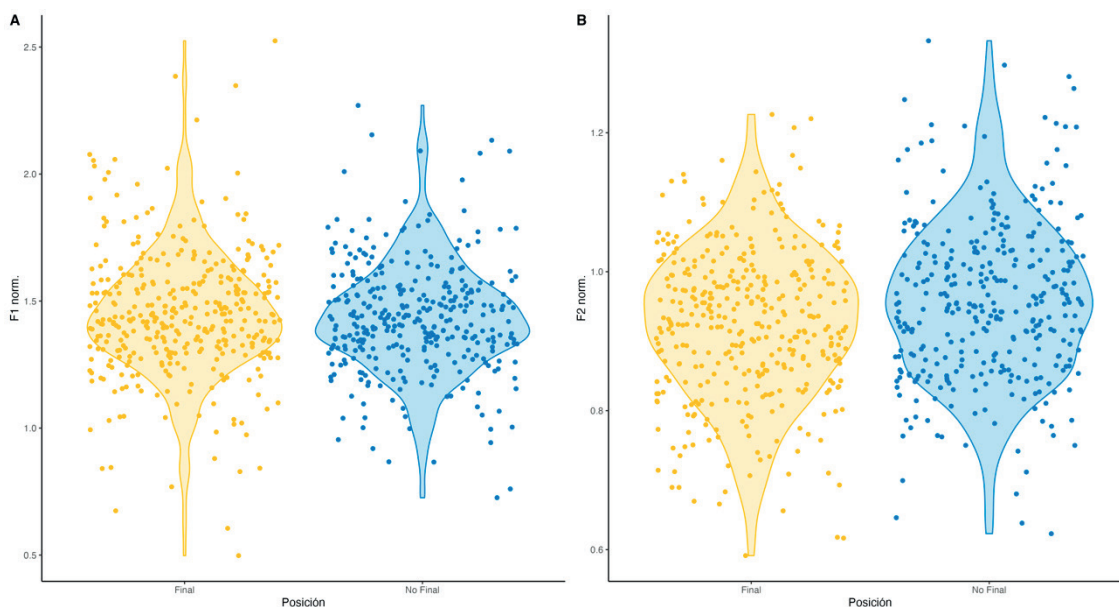 A
F1 norm.
2.5
2.0
1.5
1.0
0.5
Final
No Final
Posición
B
F2 norm.
1.2
1.0
0.8
0.6
Final
No Final
Posición